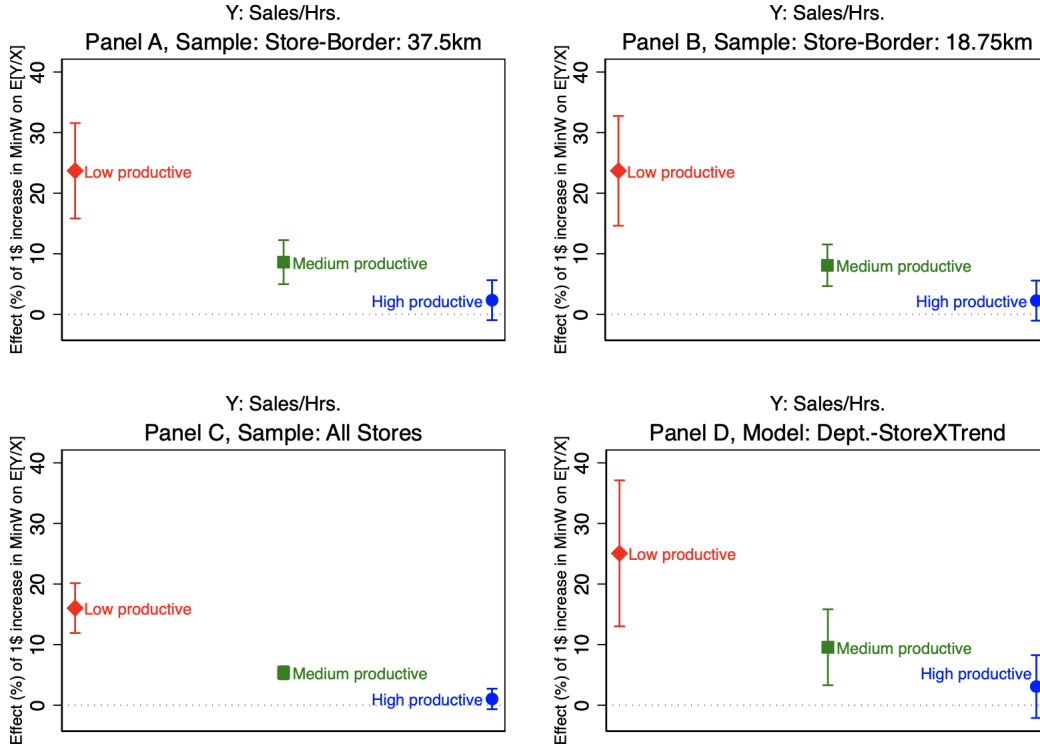 Y: Sales/Hrs.
Panel A, Sample: Store-Border: 37.5km
Effect (%) of 1$ increase in MinW on E[Y/X]
40
30
20
10
0
Low productive
Medium productive
High productive
Y: Sales/Hrs.
Panel B, Sample: Store-Border: 18.75km
Effect (%) of 1$ increase in MinW on E[Y/X]
40
30
20
10
0
Low productive
Medium productive
High productive
Y: Sales/Hrs.
Panel C, Sample: All Stores
Effect (%) of 1$ increase in MinW on E[Y/X]
40
30
20
10
0
Low productive
Medium productive
High productive
Y: Sales/Hrs.
Panel D, Model: Dept.-StoreXTrend
Effect (%) of 1$ increase in MinW on E[Y/X]
40
30
20
10
0
Low productive
Medium productive
High productive